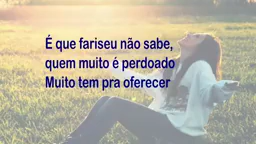 É que fariseu não sabe,
quem muito é perdoado
Muito tem pra oferecer